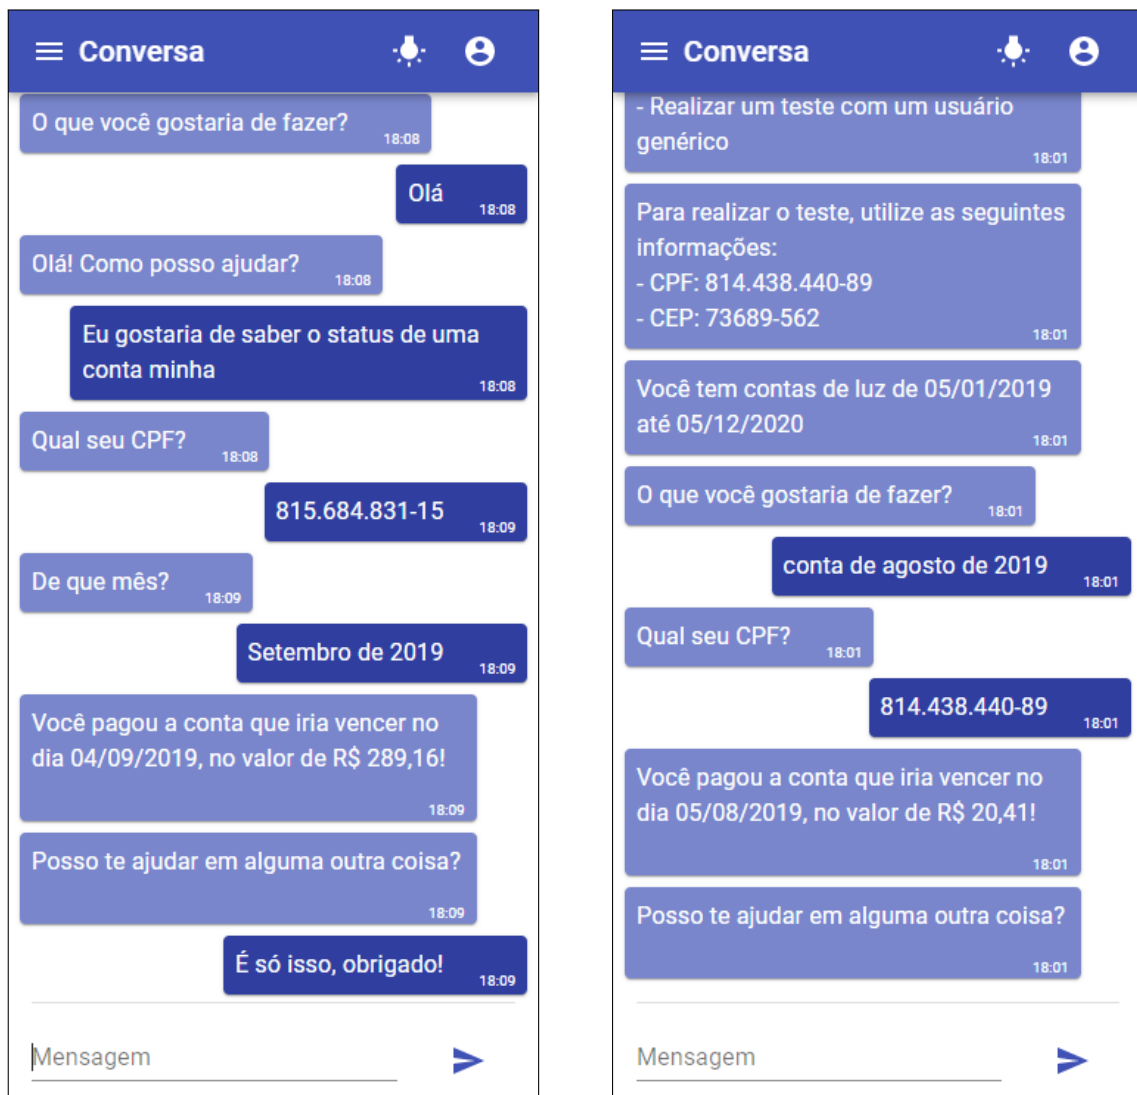 Conversa
O que você gostaria de fazer?
18:08
Olá
18:08
Olá! Como posso ajudar?
18:08
Eu gostaria de saber o status de uma
conta minha
18:08
Qual seu CPF?
18:08
815.684.831-15
18:09
De que mês?
18:09
Setembro de 2019
18:09
Você pagou a conta que iria vencer no
dia 04/09/2019, no valor de R$ 289,16!
18:09
Posso te ajudar em alguma outra coisa?
18:09
É só isso, obrigado!
18:09
Mensagem
Conversa
- Realizar um teste com um usuário
genérico
18:01
Para realizar o teste, utilize as seguintes
informações:
- CPF: 814.438.440-89
- CEP: 73689-562
18:01
Você tem contas de luz de 05/01/2019
até 05/12/2020
18:01
O que você gostaria de fazer?
18:01
conta de agosto de 2019
18:01
Qual seu CPF?
18:01
814.438.440-89
18:01
Você pagou a conta que iria vencer no
dia 05/08/2019, no valor de R$ 20,41!
18:01
Posso te ajudar em alguma outra coisa?
18:01
Mensagem